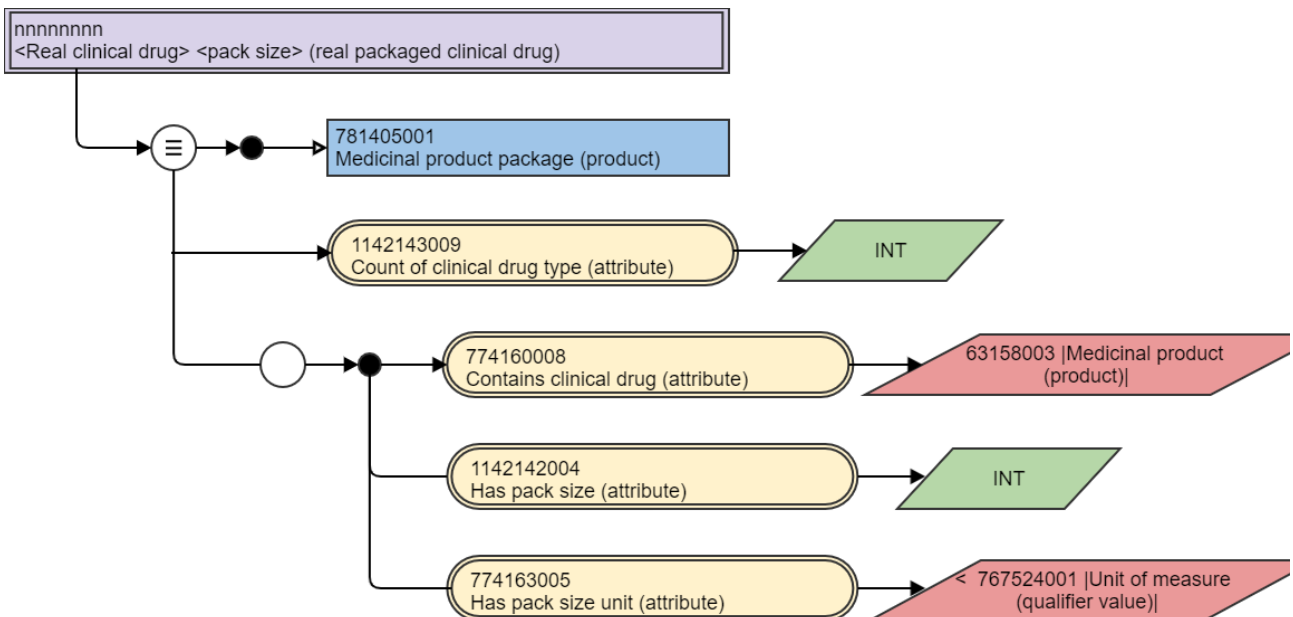 nnnnnnnn
<Real clinical drug> <pack size> (real packaged clinical drug)
☰
781405001
Medicinal product package (product)
1142143009
Count of clinical drug type (attribute)
INT
774160008
Contains clinical drug (attribute)
63158003 |Medicinal product
(product)|
1142142004
Has pack size (attribute)
INT
774163005
Has pack size unit (attribute)
< 767524001 |Unit of measure
(qualifier value)|